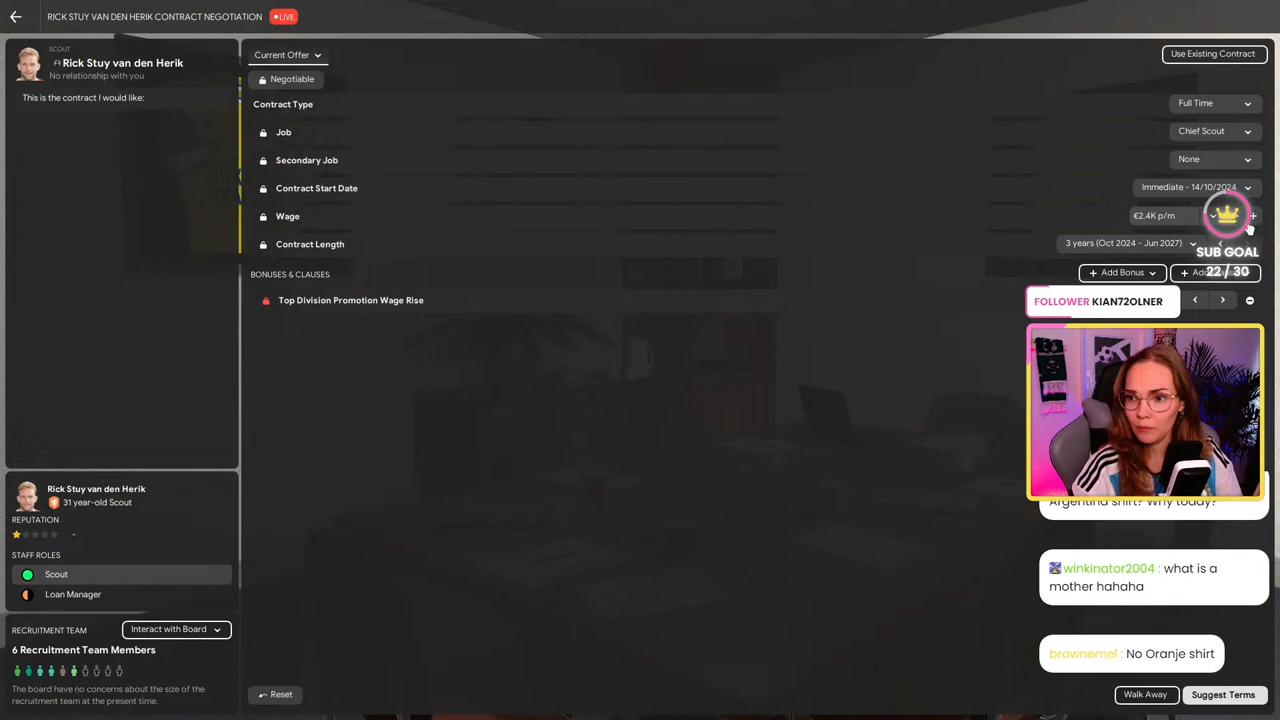 RICK STUY VAN DEN HERIK CONTRACT NEGOTIATION
LIVE
SCOUT
Rick Stuy van den Herik
No relationship with you
This is the contract I would like:
Current Offer
Use Existing Contract
Negotiable
Contract Type
Full Time
Job
Chief Scout
Secondary Job
None
Contract Start Date
Immediate - 14/10/2024
Wage
€2.4K p/m
Contract Length
3 years (Oct 2024 - Jun 2027)
SUB GOAL
22 / 30
BONUSES & CLAUSES
+ Add Bonus
+ Add
Top Division Promotion Wage Rise
FOLLOWER KIAN72OLNER
Argentina shirt? Why today?
winkinator2004 : what is a
mother hahaha
brownemel : No Oranje shirt
Rick Stuy van den Herik
31 year-old Scout
REPUTATION
-
STAFF ROLES
Scout
Loan Manager
RECRUITMENT TEAM
Interact with Board
6 Recruitment Team Members
The board have no concerns about the size of the
recruitment team at the present time.
Reset
Walk Away
Suggest Terms